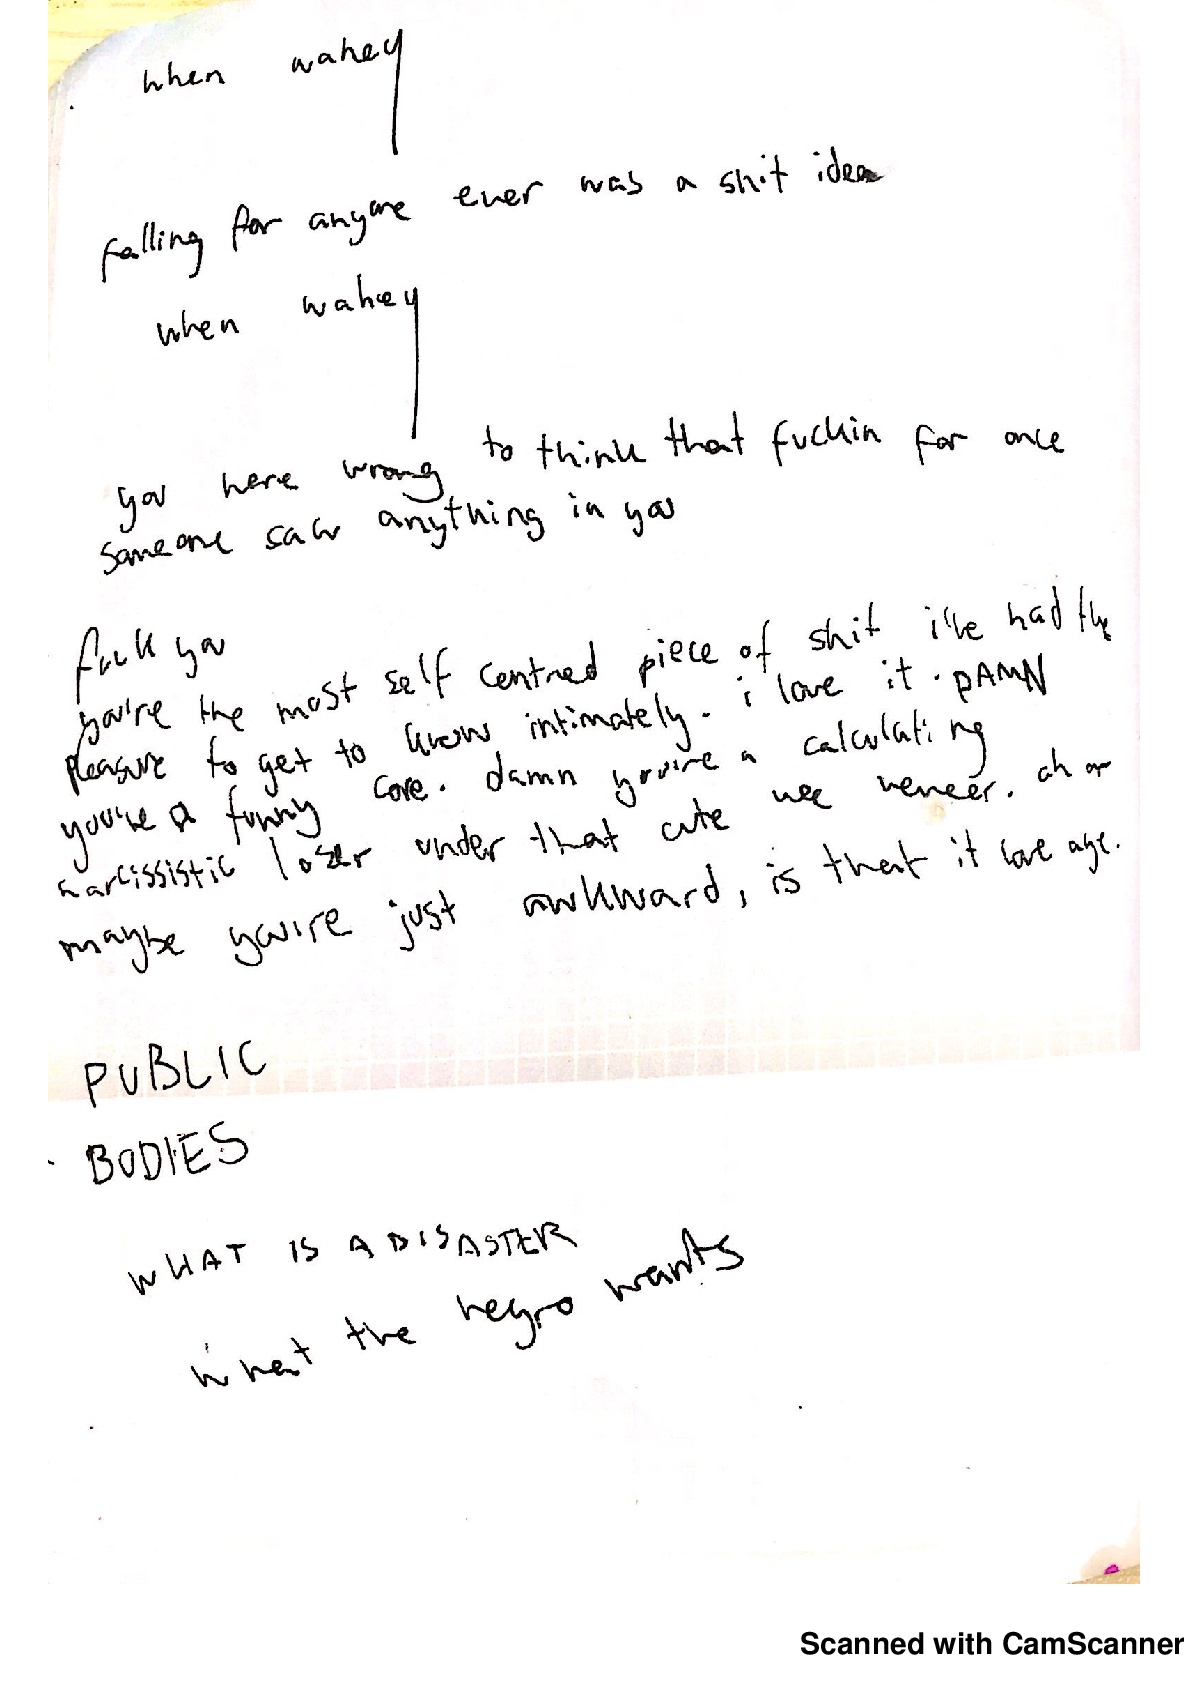 when wahey
falling for anyone ever was a shit idea
when wahey
you were wrong to think that fuckin for once
someone saw anything in you
fuck you
you're the most self centred piece of shit i've had the
pleasure to get to know intimately. i love it. DAMN
you're a funny core. damn you're a calculating
narcissistic loser under that cute wee veneer. oh or
maybe you're just awkward, is that it love
PUBLIC
BODIES
WHAT IS A DISASTER
what the negro wants
Scanned with CamScanner